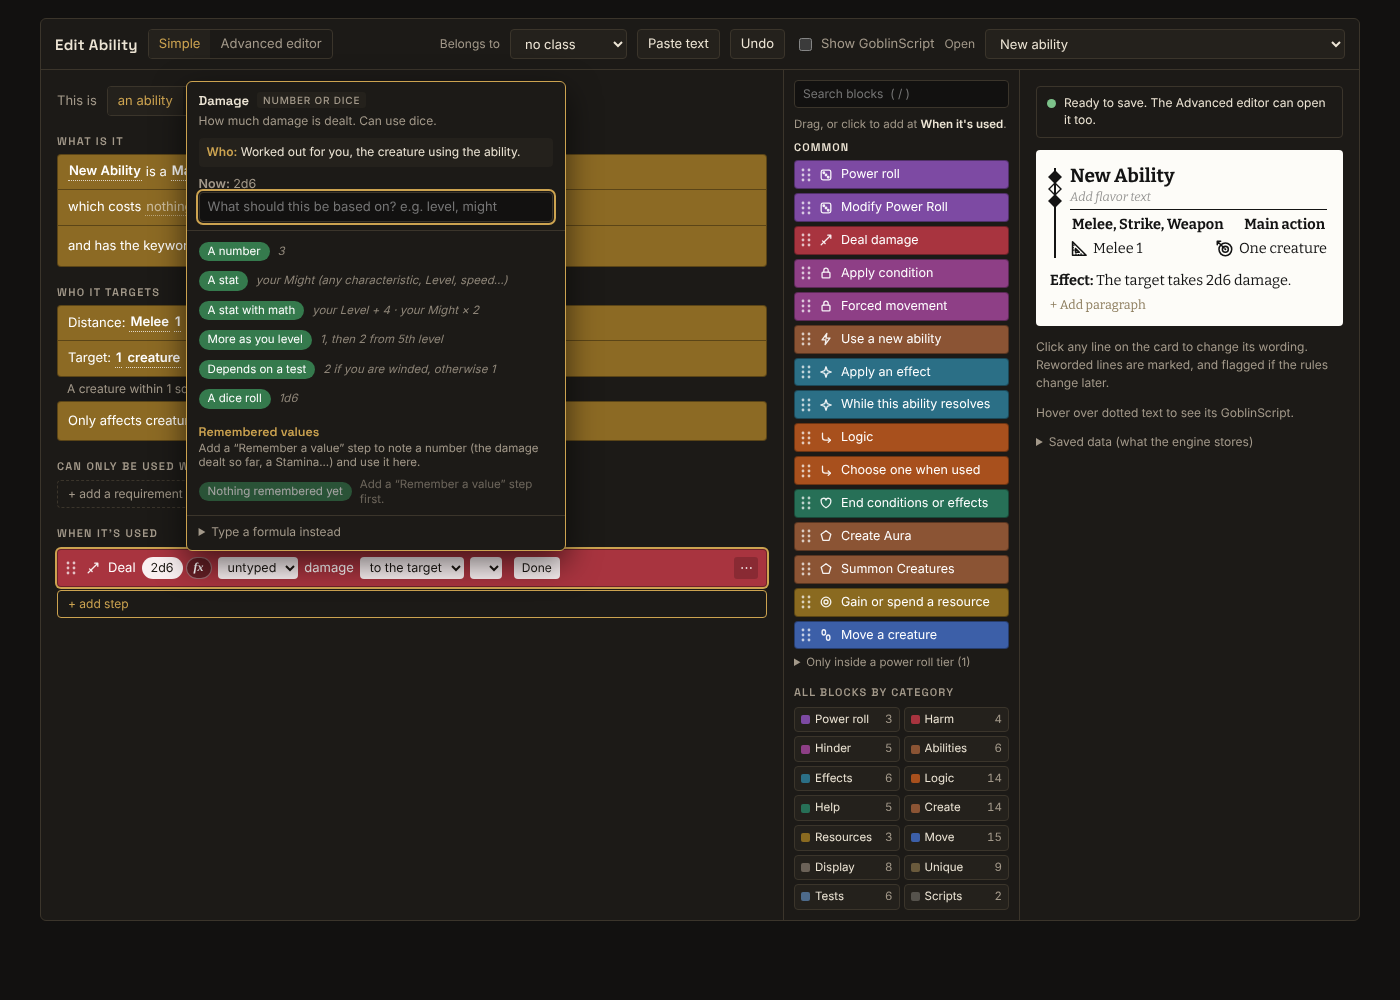 Edit Ability
Simple
Advanced editor
Belongs to
no class
Paste text
Undo
Show GoblinScript
Open
New ability
This is
an ability
WHAT IS IT
New Ability is a
which costs
and has the
WHO IT TARGETS
Distance: Melee 1
Target: 1 creature
A creature within 1
Only affects
CAN ONLY BE USED
+ add a requirement
WHEN IT'S USED
Damage
NUMBER OR DICE
How much damage is dealt. Can use dice.
Who: Worked out for you, the creature using the ability.
Now: 2d6
What should this be based on? e.g. level, might
A number 3
A stat your Might (any characteristic, Level, speed...)
A stat with math your Level + 4 · your Might × 2
More as you level 1, then 2 from 5th level
Depends on a test 2 if you are winded, otherwise 1
A dice roll 1d6
Remembered values
Add a “Remember a value” step to note a number (the damage
dealt so far, a Stamina...) and use it here.
Nothing remembered yet
Add a “Remember a value” step
first.
Type a formula instead
Deal 2d6 fx untyped damage to the target Done ...
+ add step
Search blocks ( / )
Drag, or click to add at When it's used.
COMMON
Power roll
Modify Power Roll
Deal damage
Apply condition
Forced movement
Use a new ability
Apply an effect
While this ability resolves
Logic
Choose one when used
End conditions or effects
Create Aura
Summon Creatures
Gain or spend a resource
Move a creature
Only inside a power roll tier (1)
ALL BLOCKS BY CATEGORY
Power roll 3
Harm 4
Hinder 5
Abilities 6
Effects 6
Logic 14
Help 5
Create 14
Resources 3
Move 15
Display 8
Unique 9
Tests 6
Scripts 2
Ready to save. The Advanced editor can open
it too.
New Ability
Add flavor text
Melee, Strike, Weapon Main action
Melee 1 One creature
Effect: The target takes 2d6 damage.
+ Add paragraph
Click any line on the card to change its wording.
Reworded lines are marked, and flagged if the rules
change later.
Hover over dotted text to see its GoblinScript.
Saved data (what the engine stores)